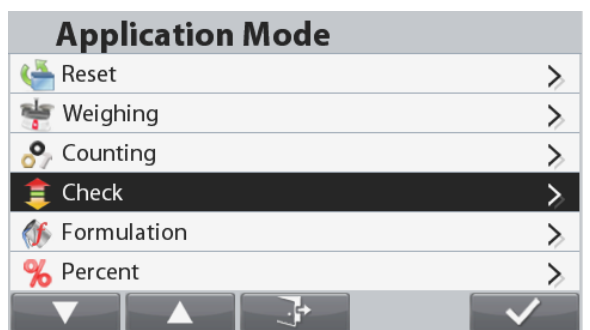 Application Mode
Reset
Weighing
Counting
Check
Formulation
Percent